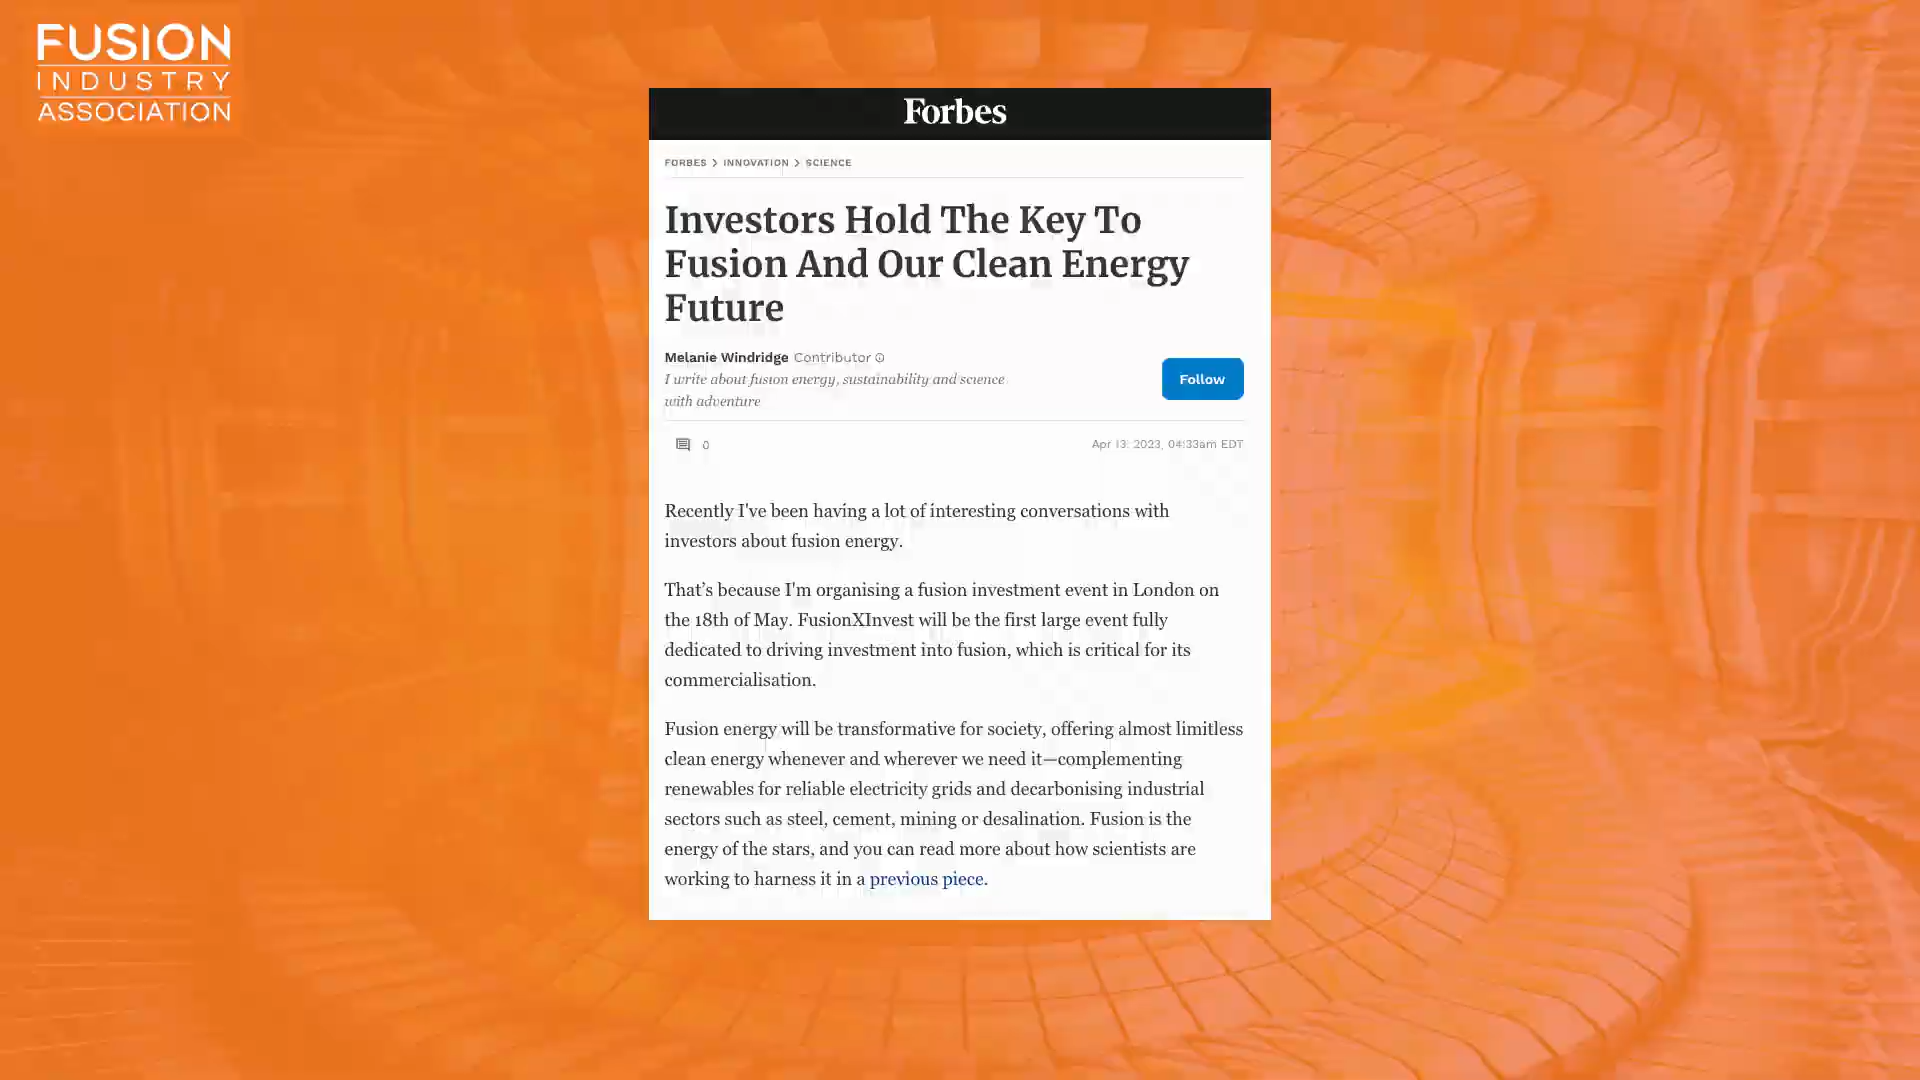 FUSION
INDUSTRY
ASSOCIATION
Forbes
FORBES > INNOVATION > SCIENCE
Investors Hold The Key To
Fusion And Our Clean Energy
Future
Melanie Windridge Contributor
I write about fusion energy, sustainability and science
with adventure
Follow
0
Apr 13, 2023, 04:33am EDT
Recently I've been having a lot of interesting conversations with
investors about fusion energy.
That’s because I'm organising a fusion investment event in London on
the 18th of May. FusionXInvest will be the first large event fully
dedicated to driving investment into fusion, which is critical for its
commercialisation.
Fusion energy will be transformative for society, offering almost limitless
clean energy whenever and wherever we need it—complementing
renewables for reliable electricity grids and decarbonising industrial
sectors such as steel, cement, mining or desalination. Fusion is the
energy of the stars, and you can read more about how scientists are
working to harness it in a previous piece.